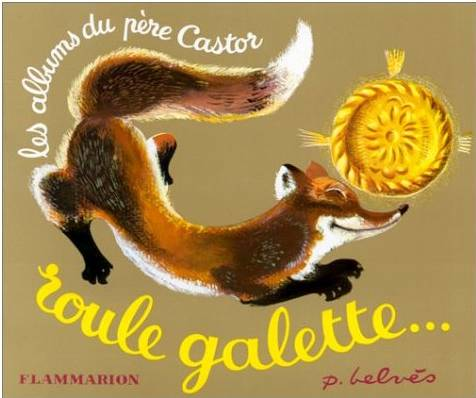 les albums du père Castor
roule galette...
FLAMMARION
p. belvès